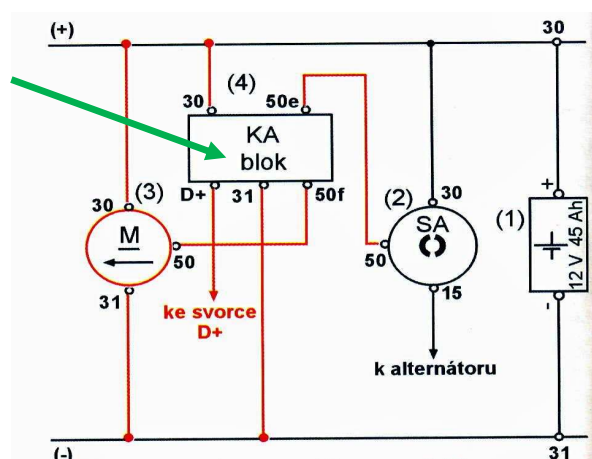 (+)
30
(4)
30
50e
KA
blok
D+
31
50f
(3)
30
M
50
31
ke svorce
D+
(2)
30
SA
50
15
k alternátoru
(1)
+
12 V 45 Ah
-
(-)
31